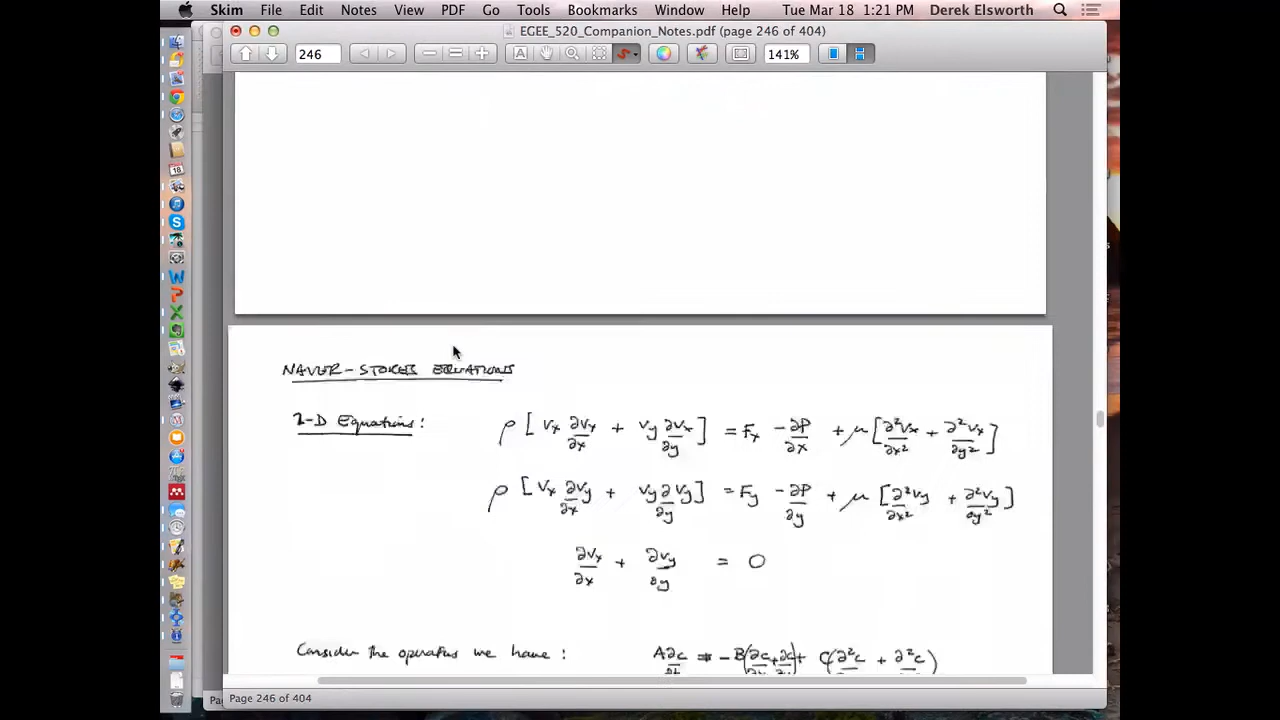 Skim File Edit View Notes PDF Go Tools Bookmarks Window Help Tue Mar 18 1:21 PM Derek Elsworth
EGEE_520_Companion_Notes.pdf (page 246 of 404)
246 141%
NAVIER-STOKES EQUATIONS
2-D Equations: ρ [ vx ∂vx/∂x + vy ∂vx/∂y ] = Fx - ∂P/∂x + μ [ ∂²vx/∂x² + ∂²vx/∂y² ]
ρ [ vx ∂vy/∂x + vy ∂vy/∂y ] = Fy - ∂P/∂y + μ [ ∂²vy/∂x² + ∂²vy/∂y² ]
∂vx/∂x + ∂vy/∂y = 0
Consider the operators we have :
Page 246 of 404